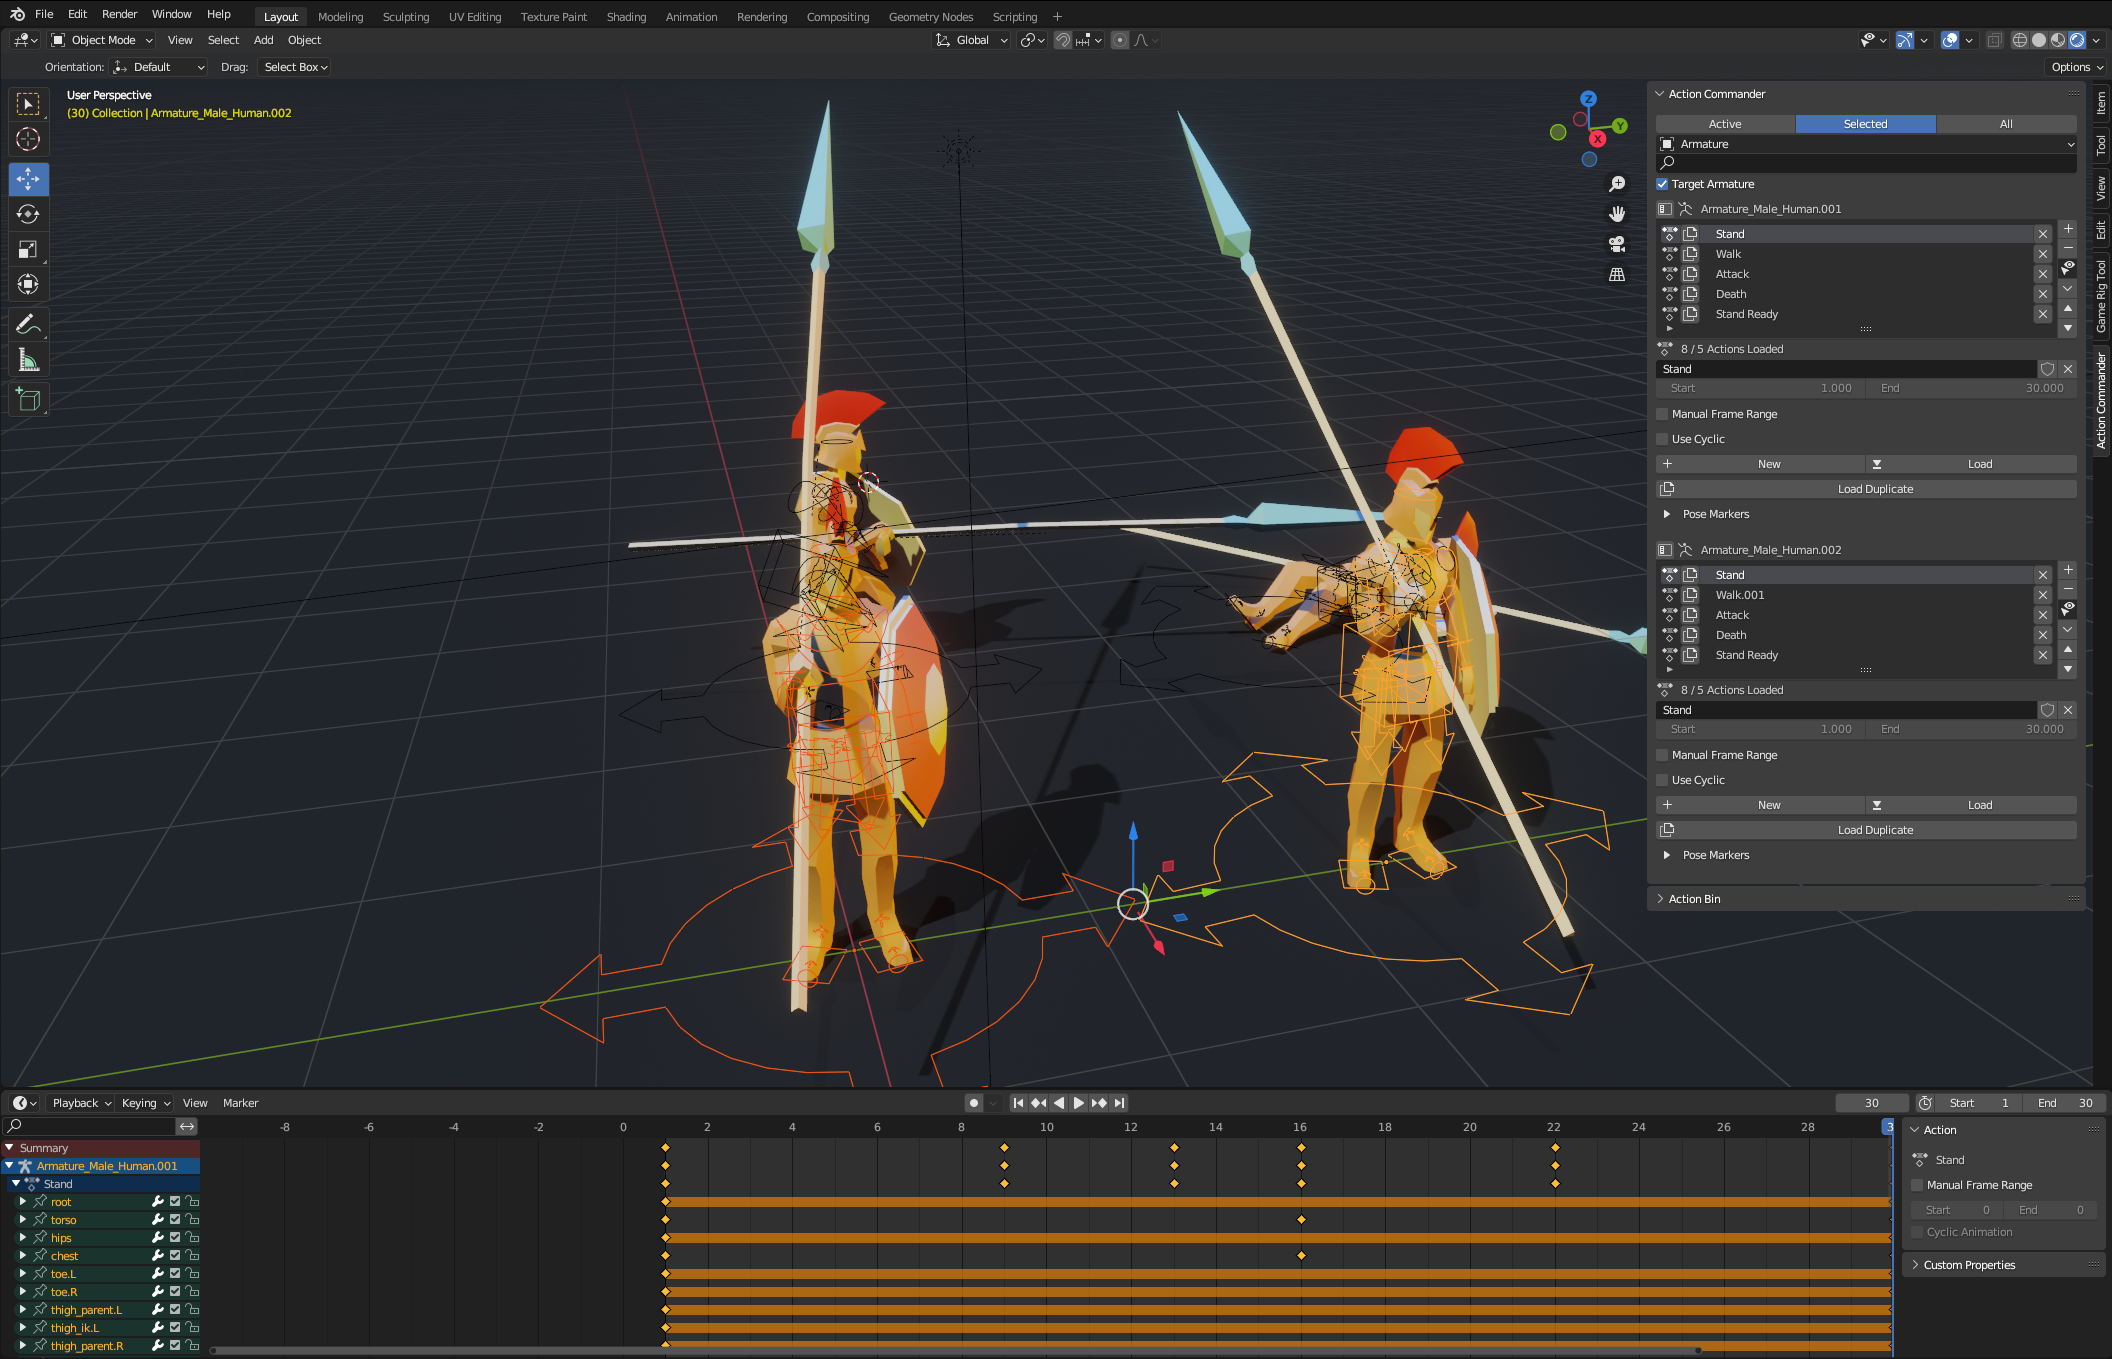 File Edit Render Window Help Layout Modeling Sculpting UV Editing Texture Paint Shading Animation Rendering Compositing Geometry Nodes Scripting +
Object Mode View Select Add Object Global
Orientation: Default Drag: Select Box Options
User Perspective
(30) Collection | Armature_Male_Human.002
Z
Y
X
Action Commander
Active Selected All
Armature
Target Armature
Armature_Male_Human.001
Stand
Walk
Attack
Death
Stand Ready
8 / 5 Actions Loaded
Stand
Start 1.000 End 30.000
Manual Frame Range
Use Cyclic
New Load
Load Duplicate
Pose Markers
Armature_Male_Human.002
Stand
Walk.001
Attack
Death
Stand Ready
8 / 5 Actions Loaded
Stand
Start 1.000 End 30.000
Manual Frame Range
Use Cyclic
New Load
Load Duplicate
Pose Markers
Action Bin
Item
Tool
View
Edit
Game Rig Tool
Action Commander
Playback Keying View Marker 30 Start 1 End 30
-8 -6 -4 -2 0 2 4 6 8 10 12 14 16 18 20 22 24 26 28
Summary
Armature_Male_Human.001
Stand
root
torso
hips
chest
toe.L
toe.R
thigh_parent.L
thigh_ik.L
thigh_parent.R
Action
Stand
Manual Frame Range
Start 0 End 0
Cyclic Animation
Custom Properties